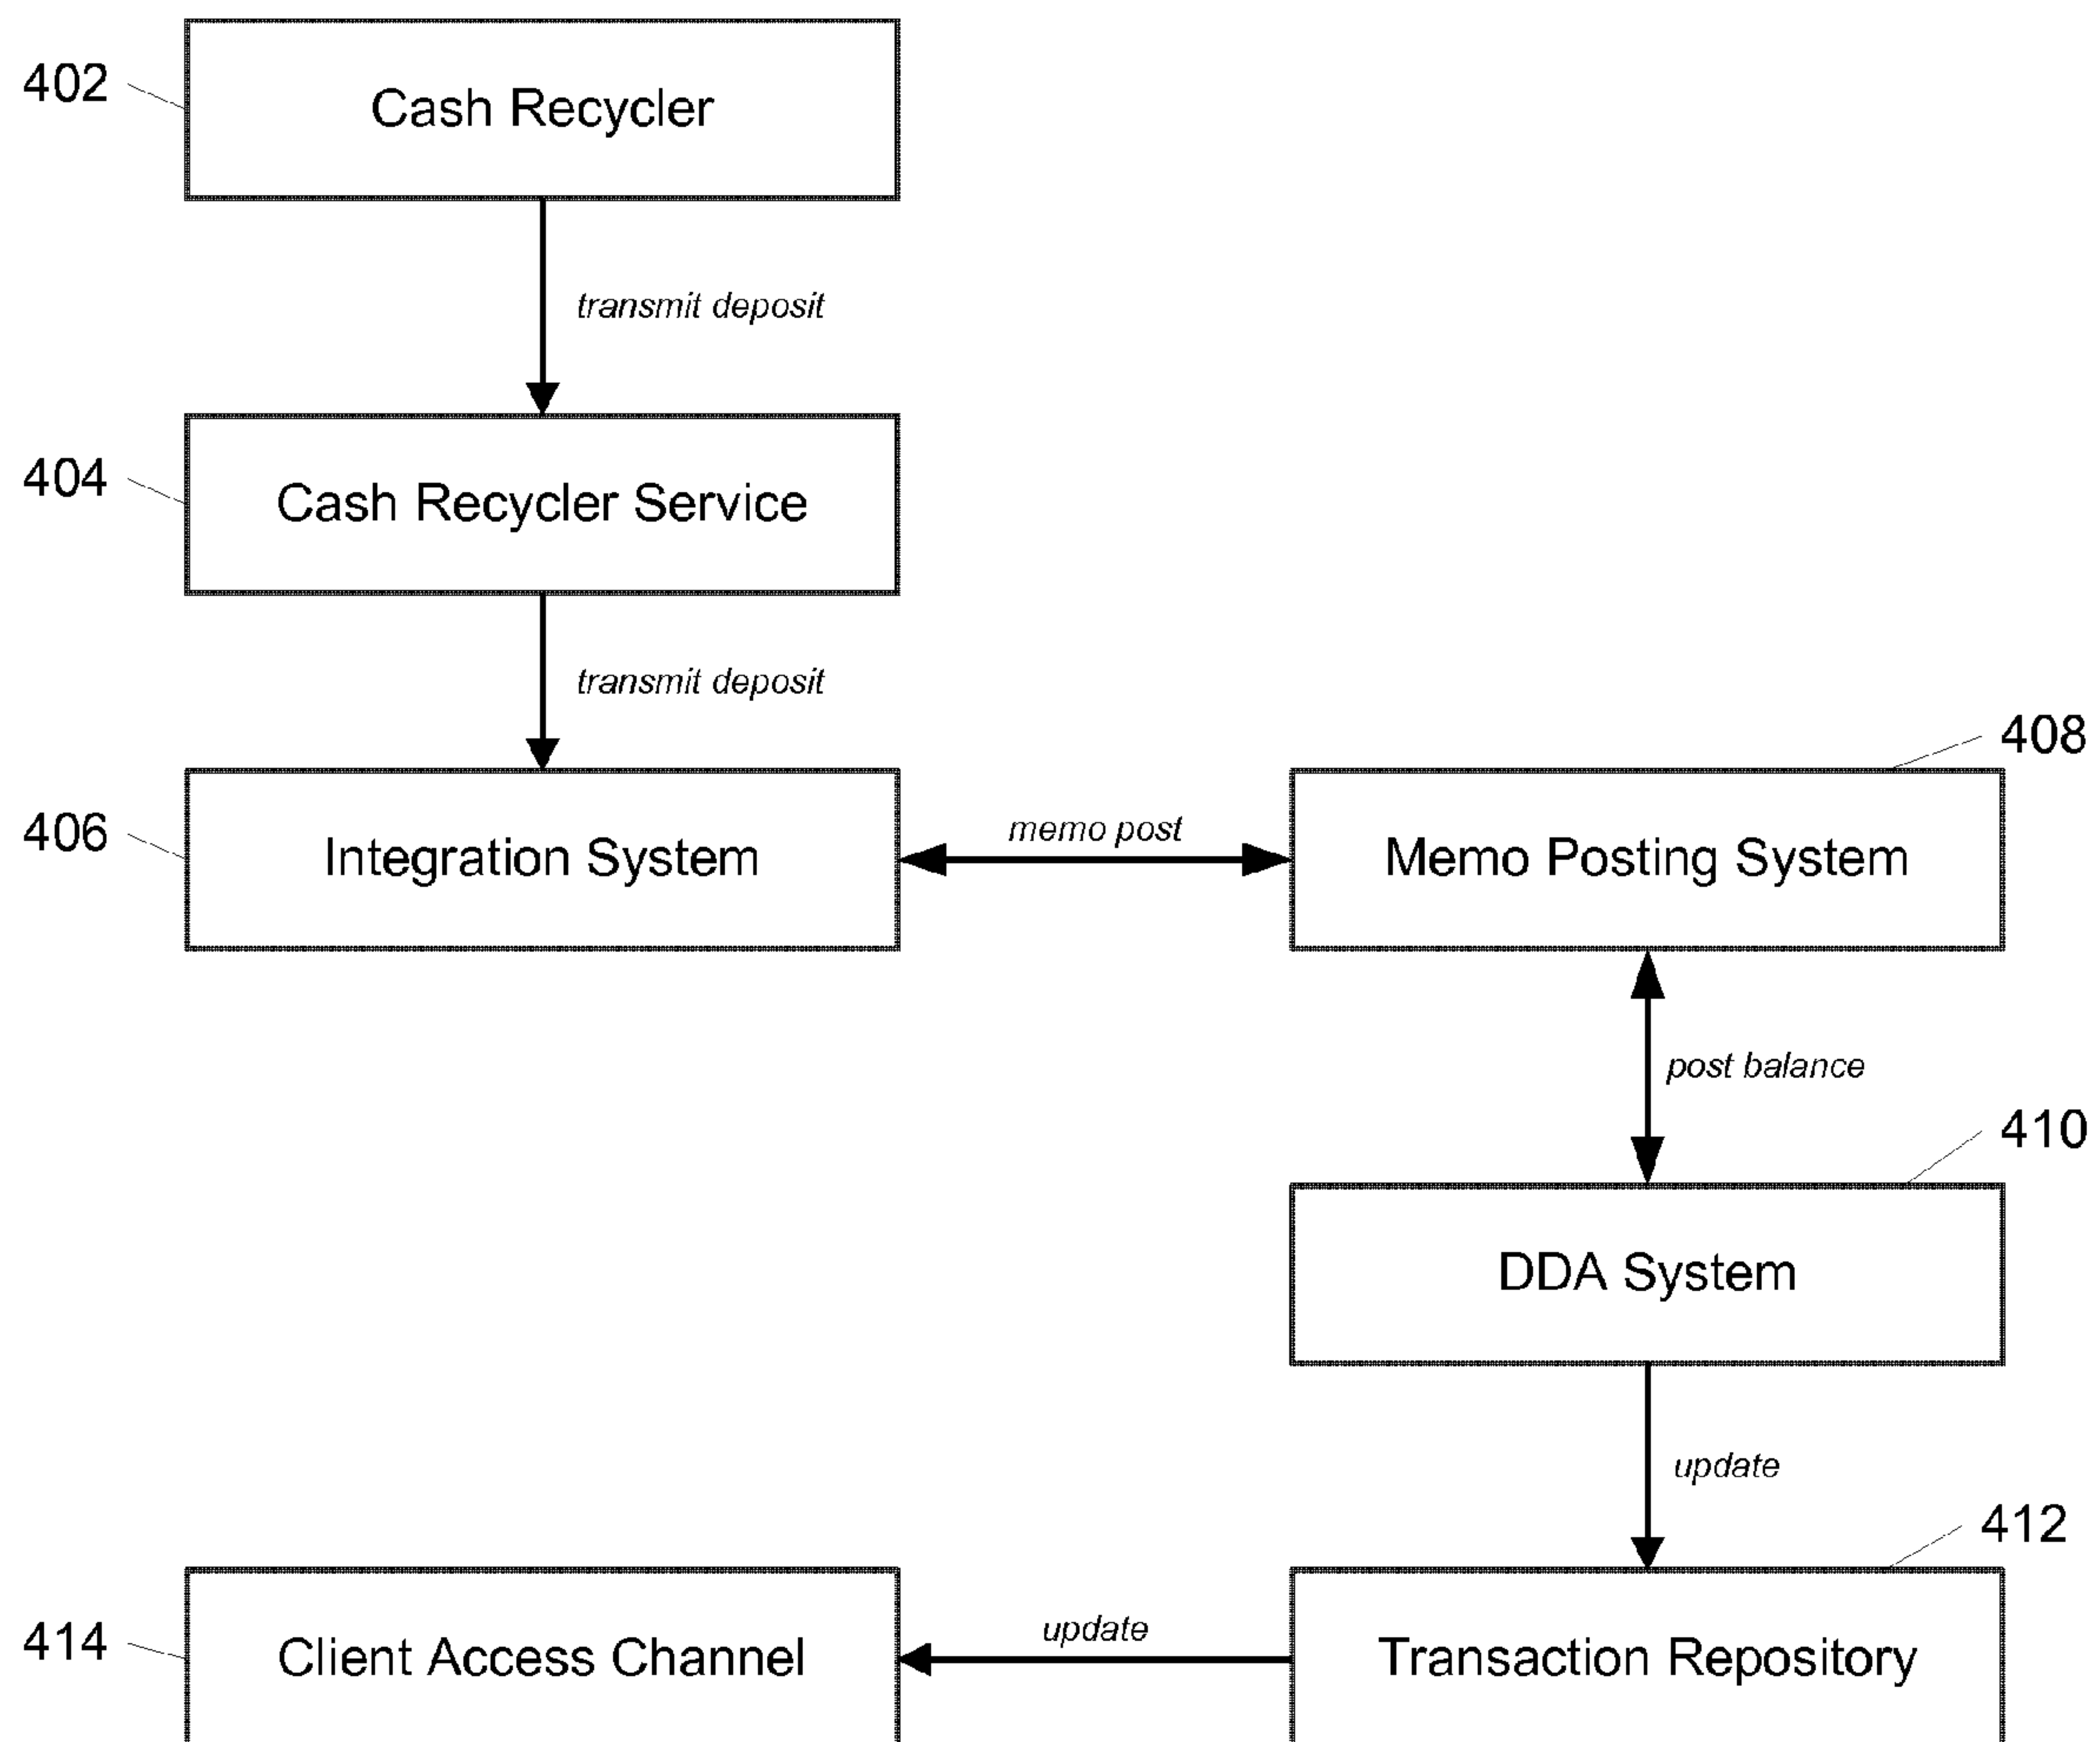 402
Cash Recycler
transmit deposit
404
Cash Recycler Service
transmit deposit
408
406
Integration System
memo post
Memo Posting System
post balance
410
DDA System
update
412
414
Client Access Channel
update
Transaction Repository